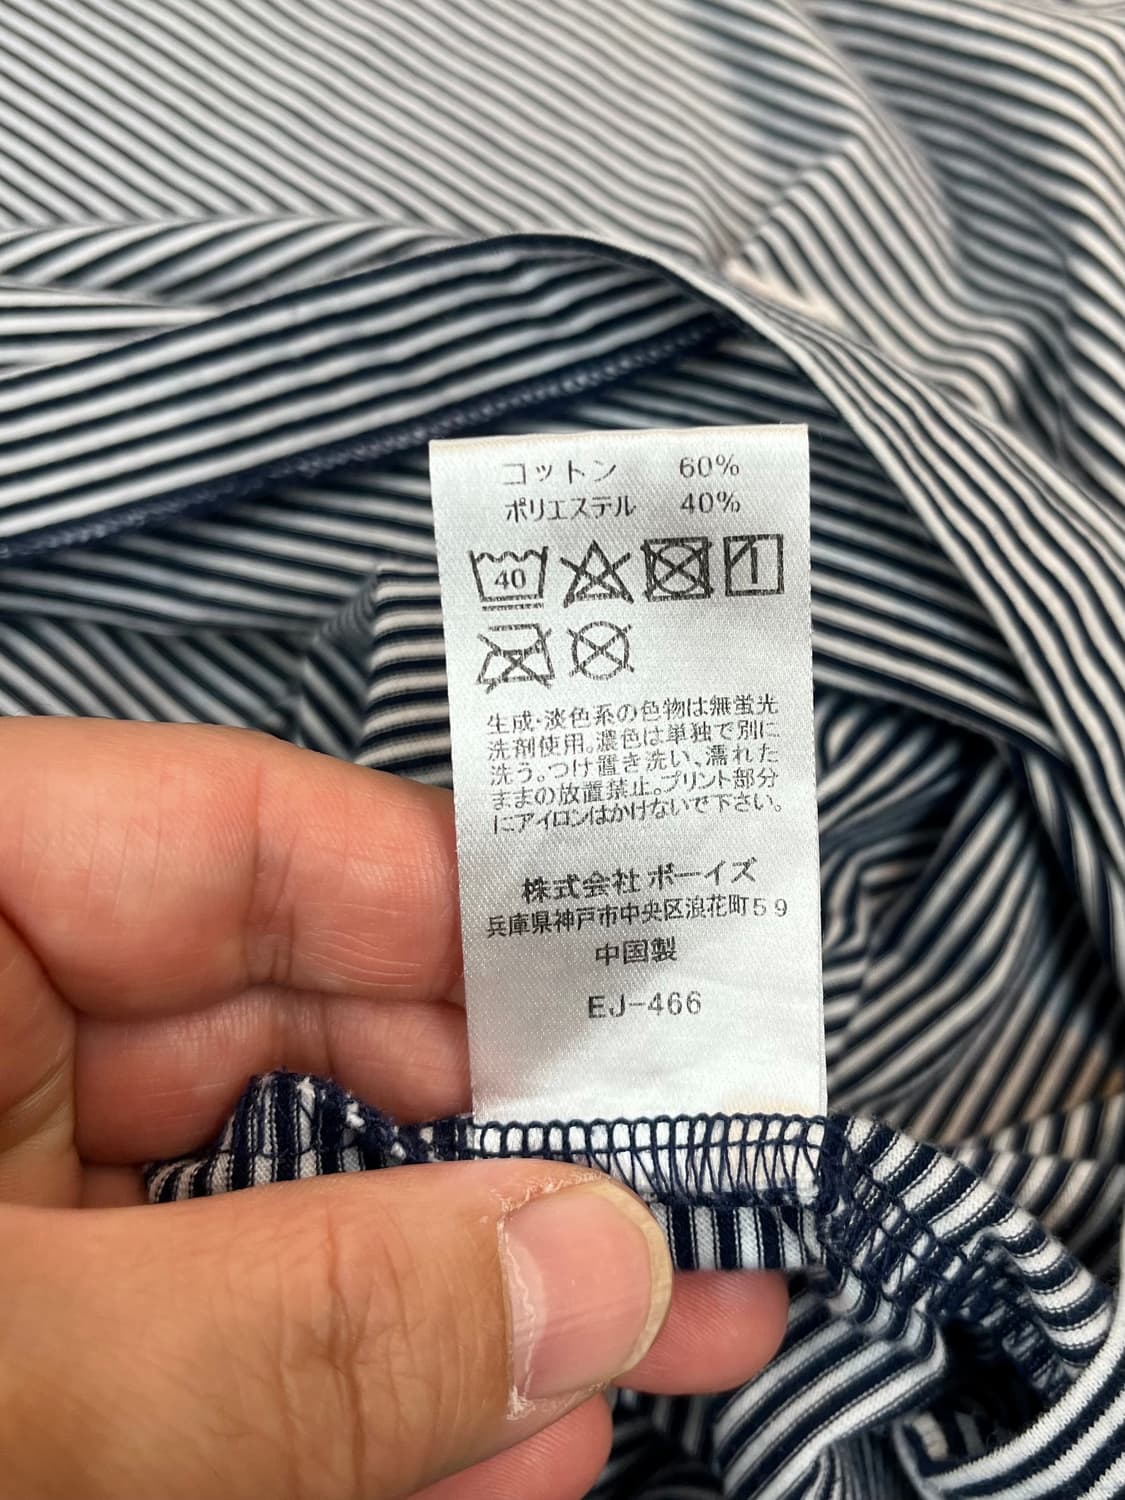 コットン 60%
ポリエステル 40%
40
生成・淡色系の色物は無蛍光
洗剤使用。濃色は単独で別に
洗う。つけ置き洗い、濡れた
ままの放置禁止。プリント部分
にアイロンはかけないで下さい。
株式会社 ボーイズ
兵庫県神戸市中央区浪花町59
中国製
EJ-466